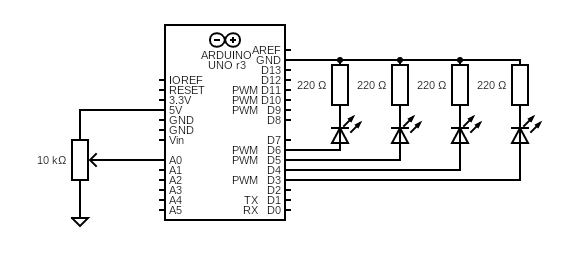 ARDUINO
UNO r3
AREF
GND
D13
IOREF D12
RESET PWM D11
3.3V PWM D10
5V PWM D9
GND D8
GND
Vin D7
PWM D6
A0 PWM D5
A1 D4
A2 PWM D3
A3 D2
A4 TX D1
A5 RX D0
10 kΩ
220 Ω 220 Ω 220 Ω 220 Ω